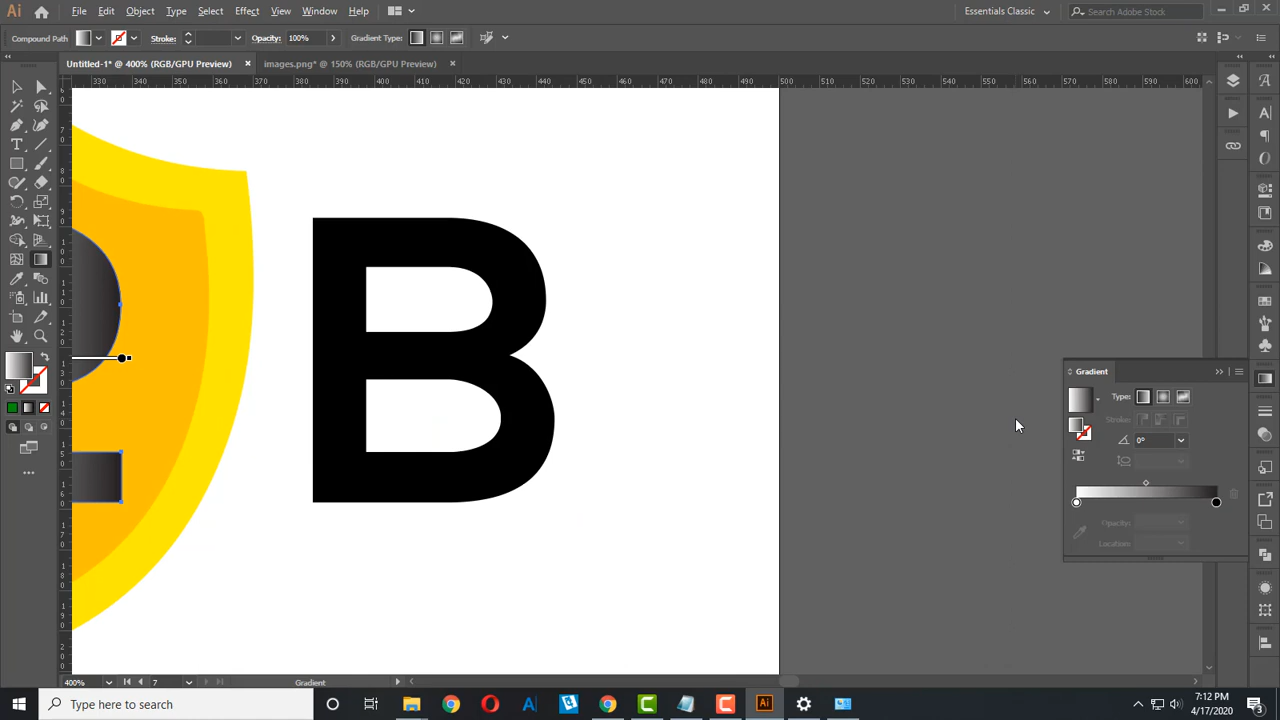 Ai File Edit Object Type Select Effect View Window Help Essentials Classic Search Adobe Stock
Compound Path Stroke: Opacity: 100% Gradient Type:
Untitled-1* @ 400% (RGB/GPU Preview) × images.png* @ 150% (RGB/GPU Preview) ×
330 340 350 360 370 380 390 400 410 420 430 440 450 460 470 480 490 500 510 520 530 540 550 560 570 580 590 600
B
Gradient
Type:
Stroke:
0°
Opacity:
Location:
400% 7 Gradient
Type here to search
7:12 PM
4/17/2020
3